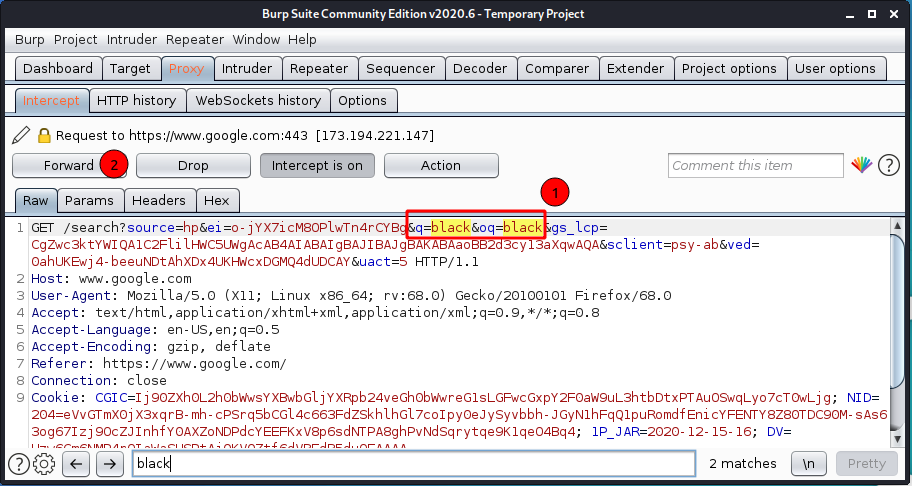 Burp Suite Community Edition v2020.6 - Temporary Project
Burp Project Intruder Repeater Window Help
Dashboard Target Proxy Intruder Repeater Sequencer Decoder Comparer Extender Project options User options
Intercept HTTP history WebSockets history Options
Request to https://www.google.com:443 [173.194.221.147]
Forward 2 Drop Intercept is on Action Comment this item ?
1
Raw Params Headers Hex
1 GET /search?source=hp&ei=o-jYX7icM8OPlwTn4rCYBg&q=black&oq=black&gs_lcp=
CgZwc3ktYWIQA1C2FlilHWC5UWgAcAB4AIABAIgBAJIBAJgBAKABAaoBB2d3cy13aXqwAQA&sclient=psy-ab&ved=
0ahUKEwj4-beeuNDtAhXDx4UKHWcxDGMQ4dUDCAY&uact=5 HTTP/1.1
2 Host: www.google.com
3 User-Agent: Mozilla/5.0 (X11; Linux x86_64; rv:68.0) Gecko/20100101 Firefox/68.0
4 Accept: text/html,application/xhtml+xml,application/xml;q=0.9,*/*;q=0.8
5 Accept-Language: en-US,en;q=0.5
6 Accept-Encoding: gzip, deflate
7 Referer: https://www.google.com/
8 Connection: close
9 Cookie: CGIC=Ij90ZXh0L2h0bWwsYXBwbGljYXRpb24veGh0bWwreG1sLGFwcGxpY2F0aW9uL3htbDtxPTAuOSwqLyo7cT0wLjg; NID=
204=eVvGTmX0jX3xqrB-mh-cPSrq5bCGl4c663FdZSkhlhGl7coIpyOeJySyvbbh-JGyN1hFqQ1puRomdfEnicYFENTY8Z80TDC90M-sAs6
3og67Izj9OcZJInhfYOAXZoNDPdcYEEFKxV8p6sdNTPA8ghPvNdSqrytqe9K1qeO4Bq4; 1P_JAR=2020-12-15-16; DV=
? black 2 matches \n Pretty